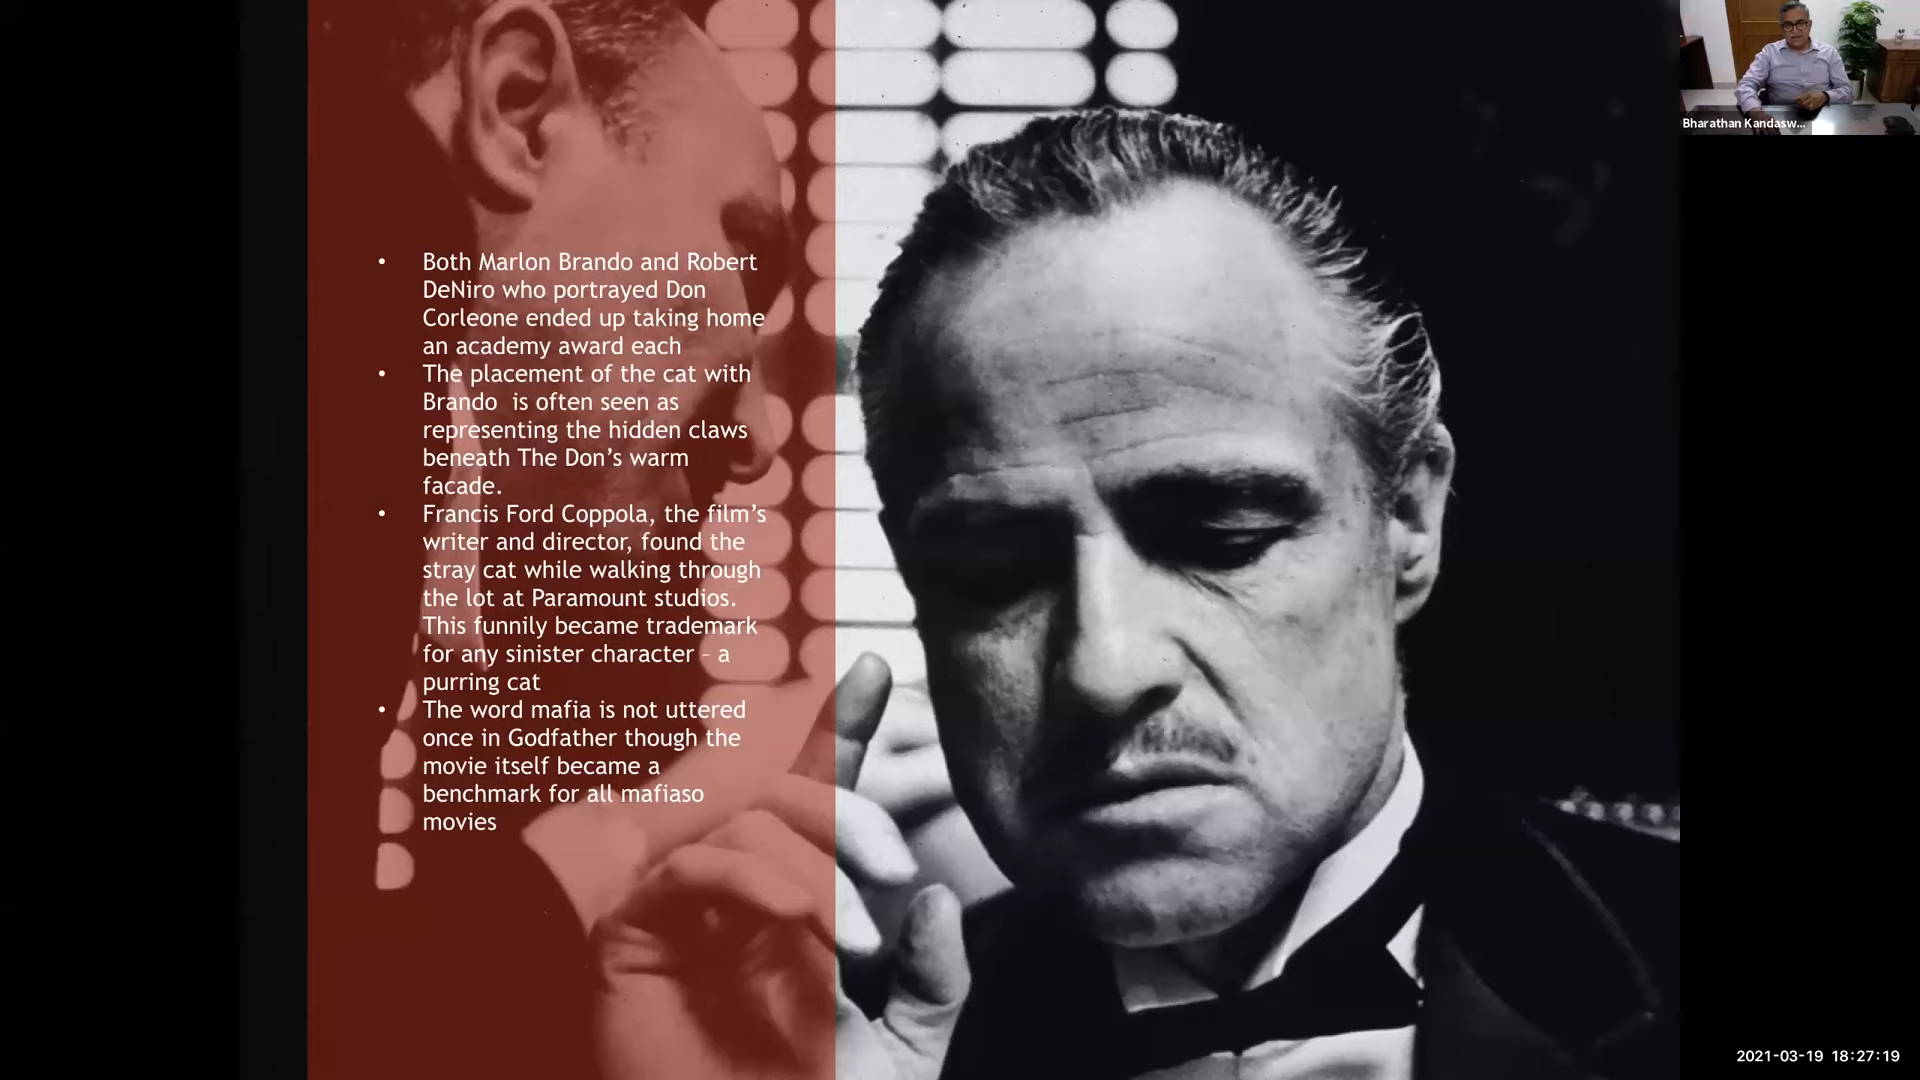 • Both Marlon Brando and Robert
DeNiro who portrayed Don
Corleone ended up taking home
an academy award each
• The placement of the cat with
Brando  is often seen as
representing the hidden claws
beneath The Don’s warm
facade.
• Francis Ford Coppola, the film’s
writer and director, found the
stray cat while walking through
the lot at Paramount studios.
This funnily became trademark
for any sinister character – a
purring cat
• The word mafia is not uttered
once in Godfather though the
movie itself became a
benchmark for all mafiaso
movies
Bharathan Kandasw...
2021-03-19 18:27:19